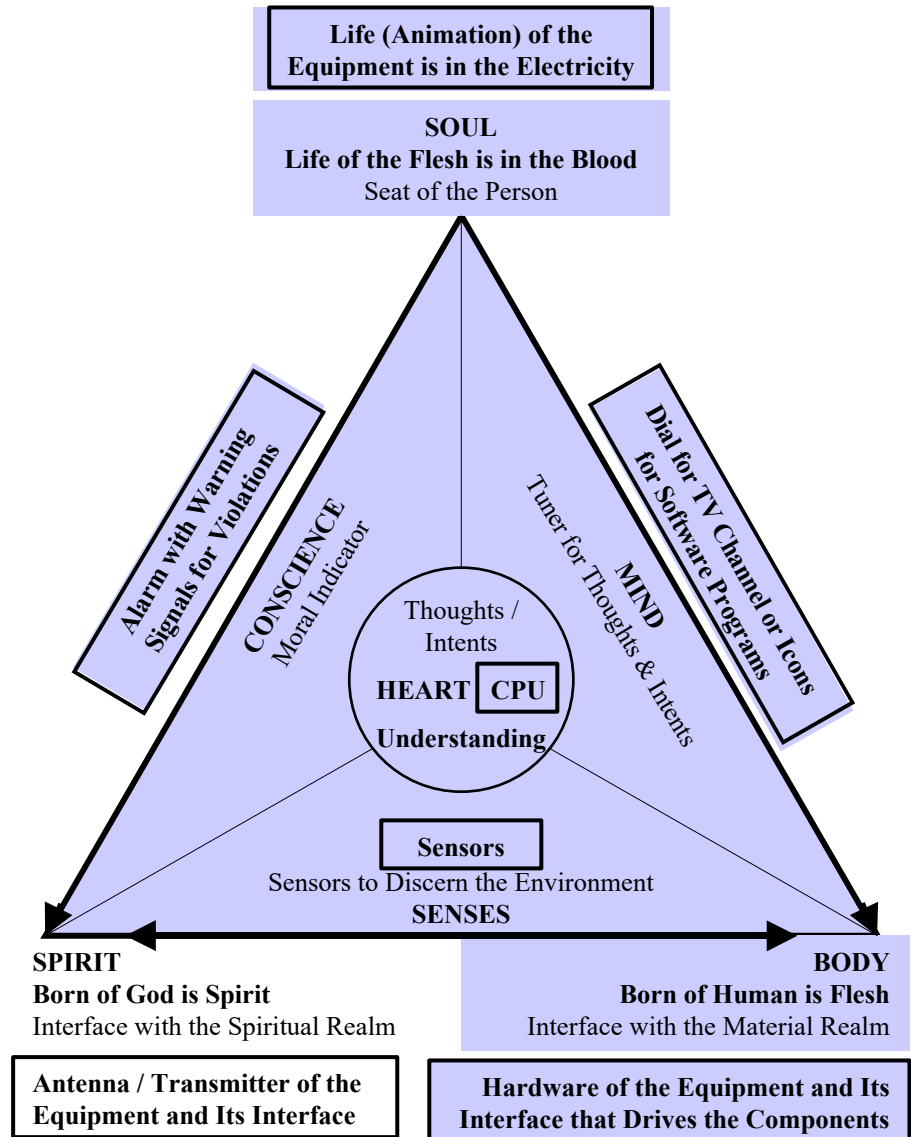 Life (Animation) of the
Equipment is in the Electricity
SOUL
Life of the Flesh is in the Blood
Seat of the Person
Alarm with Warning
Signals for Violations
CONSCIENCE
Moral Indicator
Dial for TV Channel or Icons
for Software Programs
MIND
Tuner for Thoughts & Intents
Thoughts /
Intents
HEART CPU
Understanding
Sensors
Sensors to Discern the Environment
SENSES
SPIRIT
Born of God is Spirit
Interface with the Spiritual Realm
BODY
Born of Human is Flesh
Interface with the Material Realm
Antenna / Transmitter of the
Equipment and Its Interface
Hardware of the Equipment and Its
Interface that Drives the Components